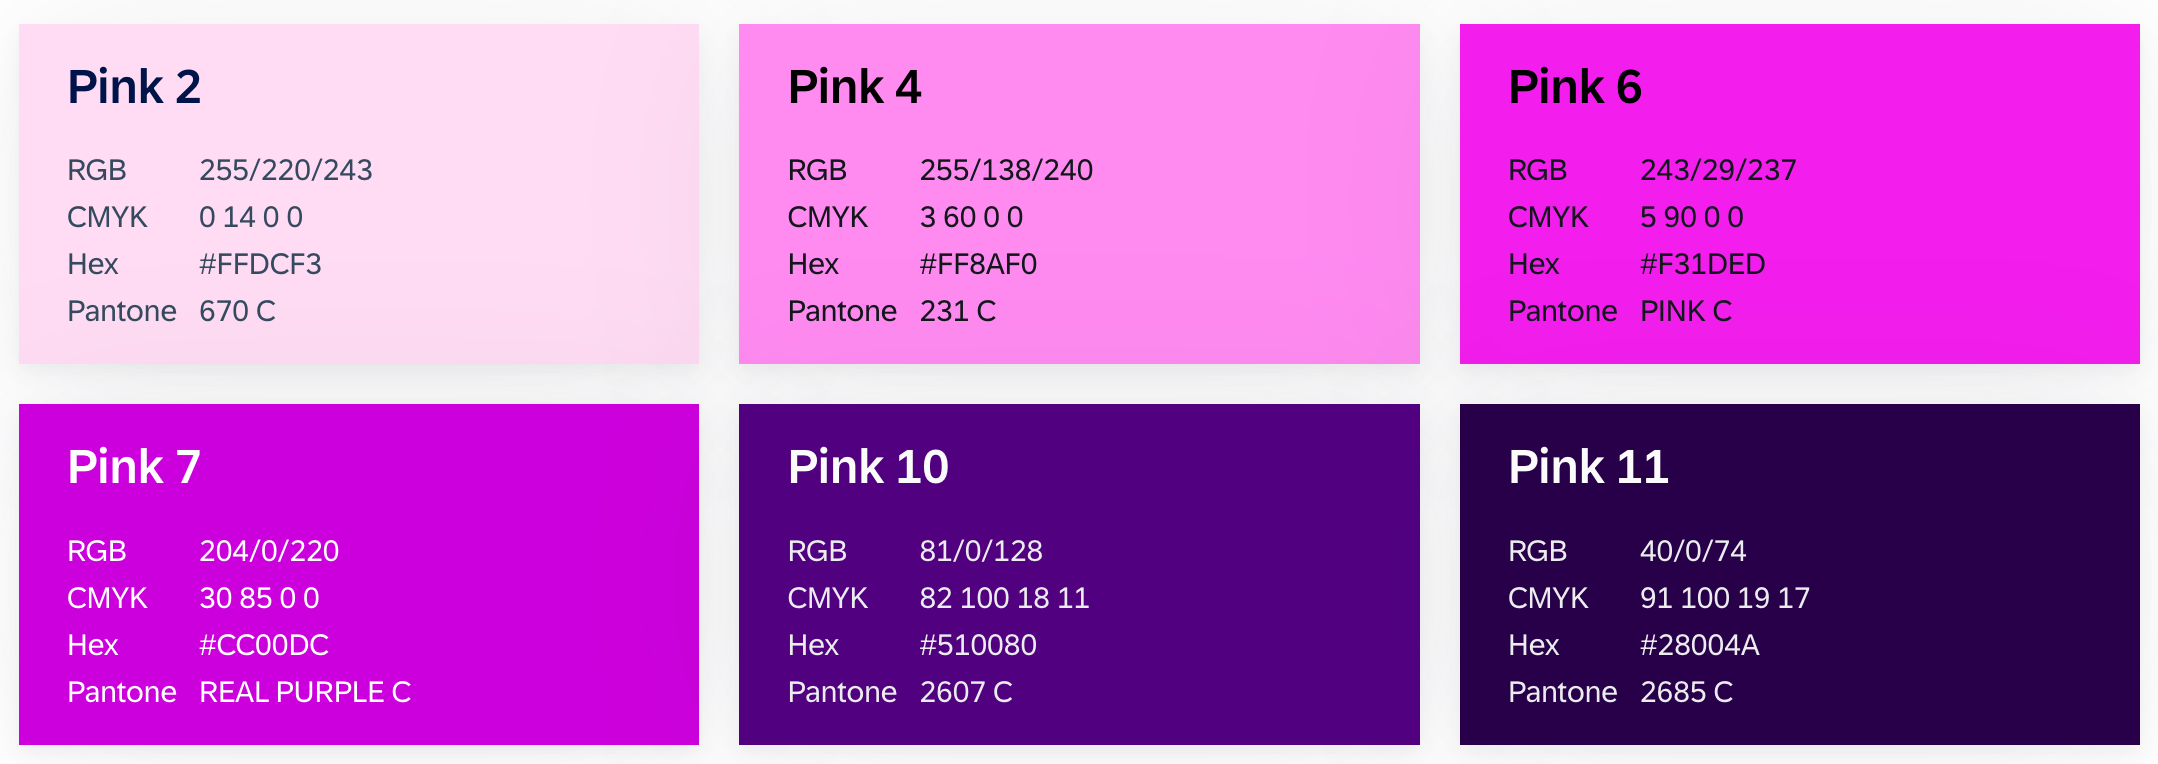 Pink 2
RGB 255/220/243
CMYK 0 14 0 0
Hex #FFDCF3
Pantone 670 C
Pink 4
RGB 255/138/240
CMYK 3 60 0 0
Hex #FF8AF0
Pantone 231 C
Pink 6
RGB 243/29/237
CMYK 5 90 0 0
Hex #F31DED
Pantone PINK C
Pink 7
RGB 204/0/220
CMYK 30 85 0 0
Hex #CC00DC
Pantone REAL PURPLE C
Pink 10
RGB 81/0/128
CMYK 82 100 18 11
Hex #510080
Pantone 2607 C
Pink 11
RGB 40/0/74
CMYK 91 100 19 17
Hex #28004A
Pantone 2685 C